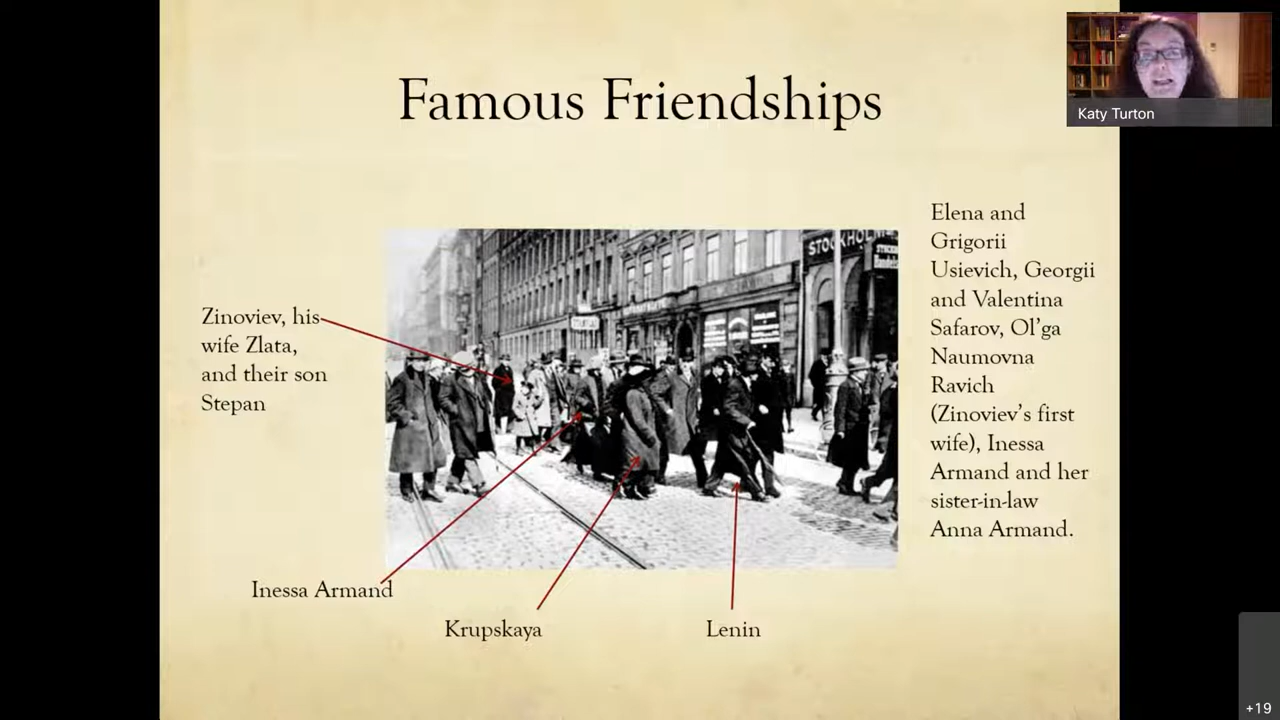 Famous Friendships
Katy Turton
Zinoviev, his
wife Zlata,
and their son
Stepan
STOCKHOL
Elena and
Grigorii
Usievich, Georgii
and Valentina
Safarov, Ol’ga
Naumovna
Ravich
(Zinoviev’s first
wife), Inessa
Armand and her
sister-in-law
Anna Armand.
Inessa Armand
Krupskaya
Lenin
+19